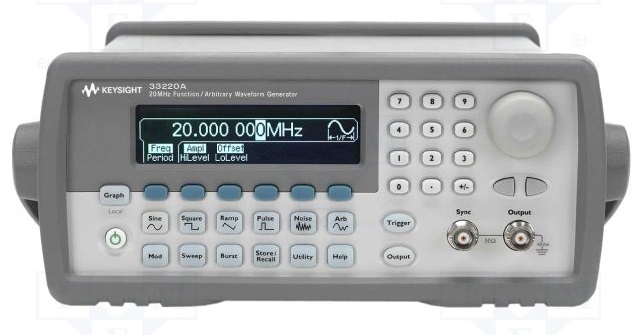 KEYSIGHT
33220A
20MHz Function / Arbitrary Waveform Generator
20.000 000MHz
1/F
Freq Ampl Offset
Period HiLevel LoLevel
7 8 9
4 5 6
1 2 3
0 . +/-
Graph
Local
Sine Square Ramp Pulse Noise Arb
Trigger
Sync Output
50Ω
Mod Sweep Burst Store / Recall Utility Help
Output